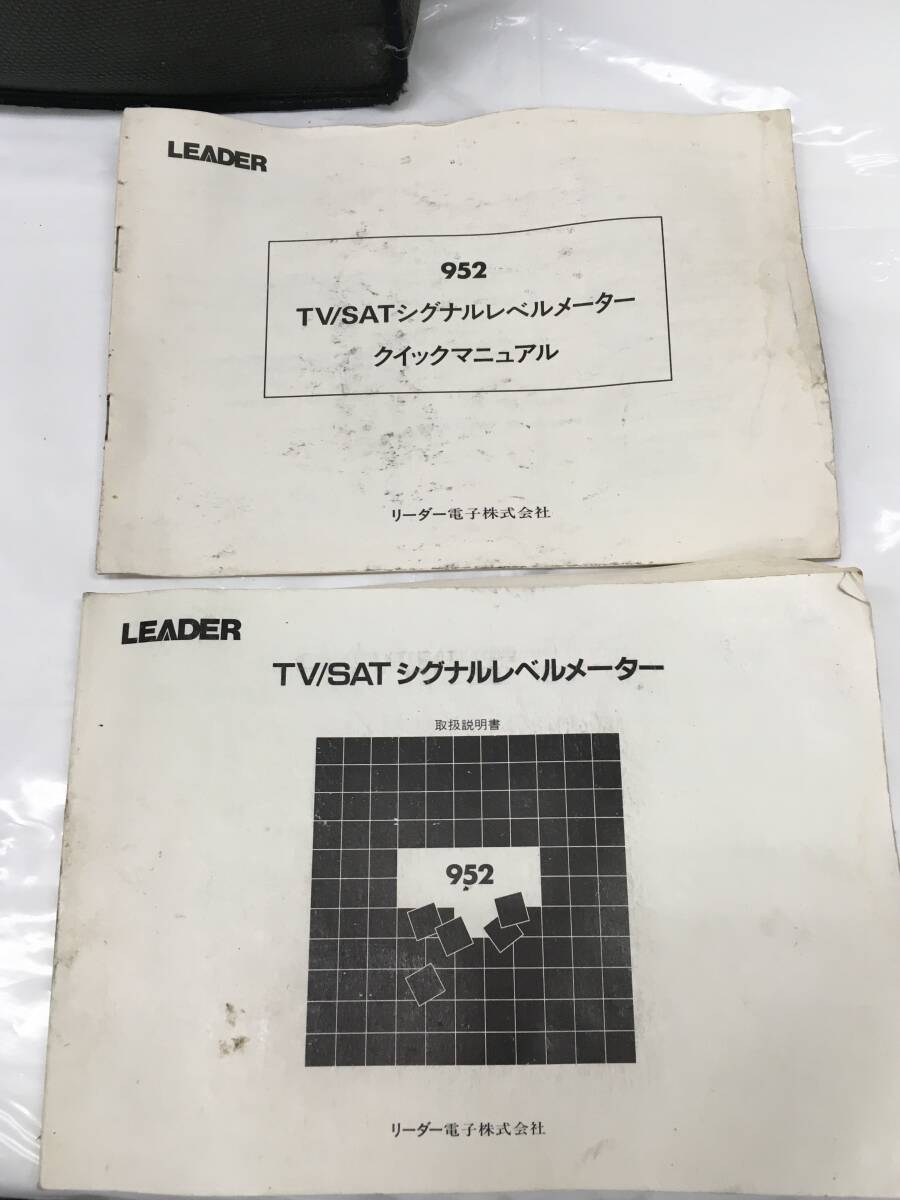 LEADER
952
TV/SATシグナルレベルメーター
クイックマニュアル
リーダー電子株式会社
LEADER
TV/SAT シグナルレベルメーター
取扱説明書
952
リーダー電子株式会社